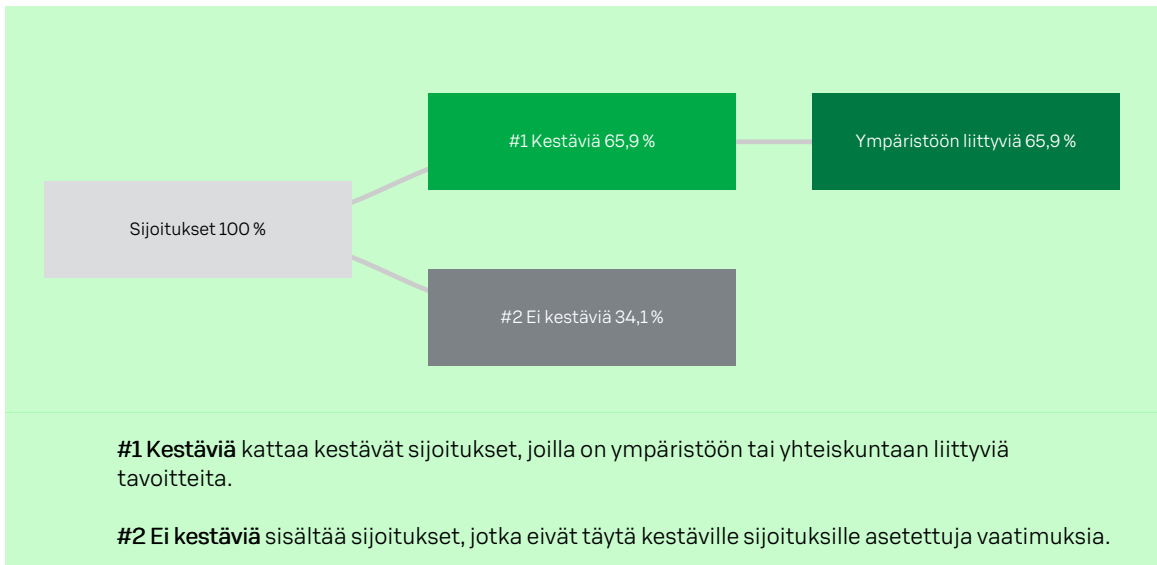 #1 Kestäviä 65,9 %
Ympäristöön liittyviä 65,9 %
Sijoitukset 100 %
#2 Ei kestäviä 34,1 %
#1 Kestäviä kattaa kestävät sijoitukset, joilla on ympäristöön tai yhteiskuntaan liittyviä
tavoitteita.
#2 Ei kestäviä sisältää sijoitukset, jotka eivät täytä kestäville sijoituksille asetettuja vaatimuksia.